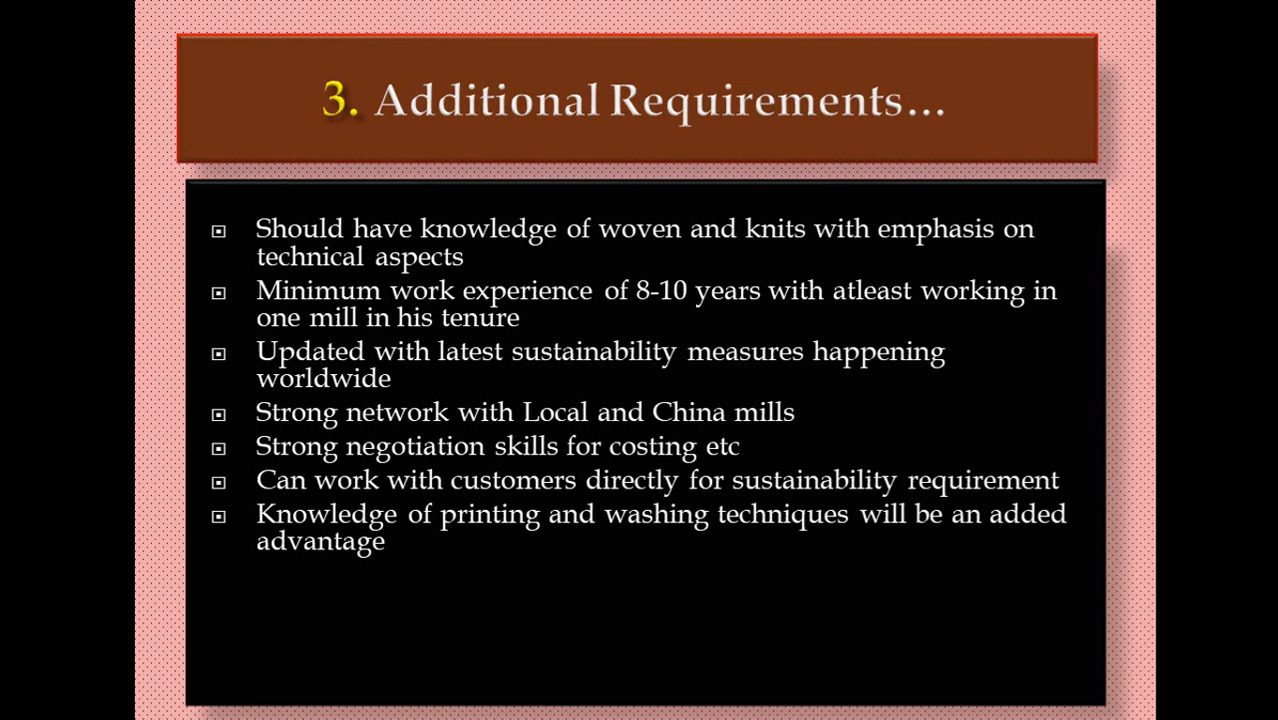 3. Additional Requirements...
Should have knowledge of woven and knits with emphasis on
technical aspects
Minimum work experience of 8-10 years with atleast working in
one mill in his tenure
Updated with latest sustainability measures happening
worldwide
Strong network with Local and China mills
Strong negotiation skills for costing etc
Can work with customers directly for sustainability requirement
Knowledge of printing and washing techniques will be an added
advantage